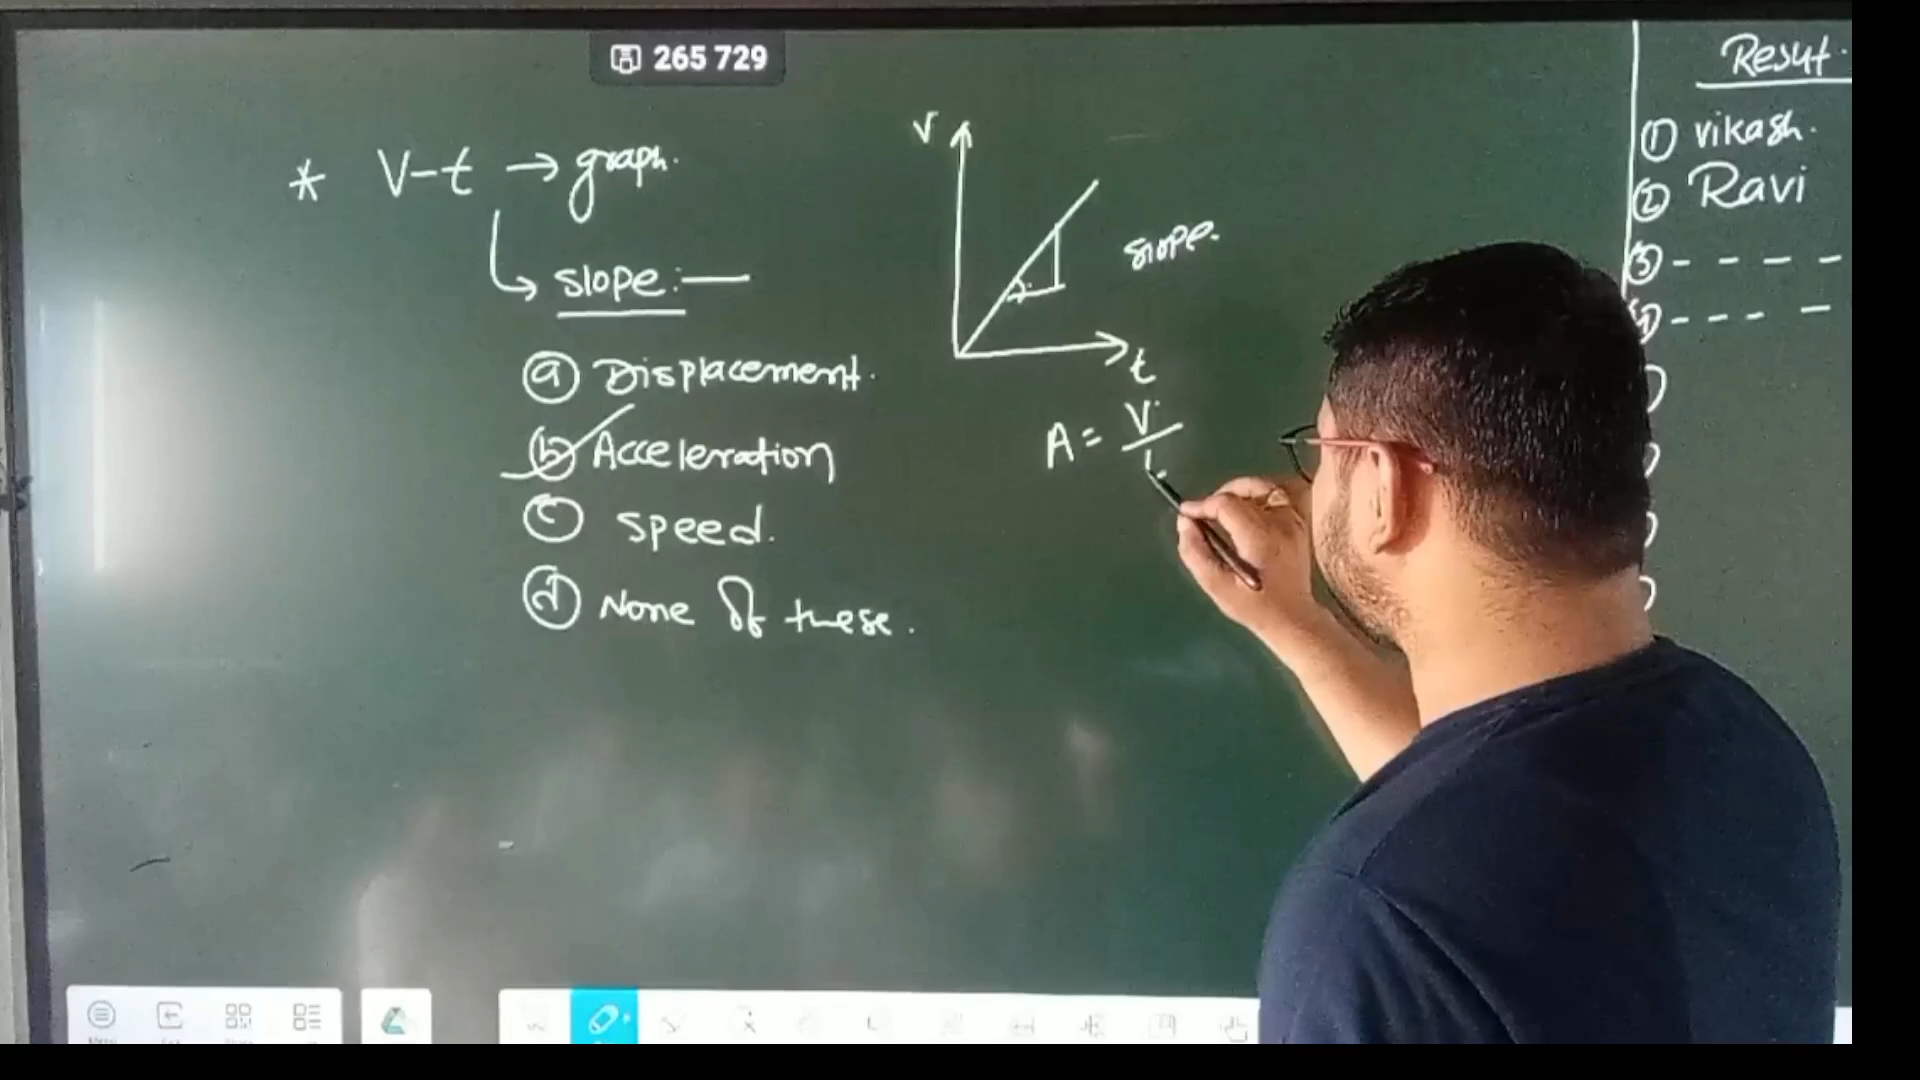 265 729
* V-t → graph.
↳ slope:—
ⓐ Displacement.
ⓑ Acceleration
ⓒ speed.
ⓓ None of these.
V
slope.
t
A = V/t
Resut.
① vikash.
② Ravi
③ - - - -
④ - - - -